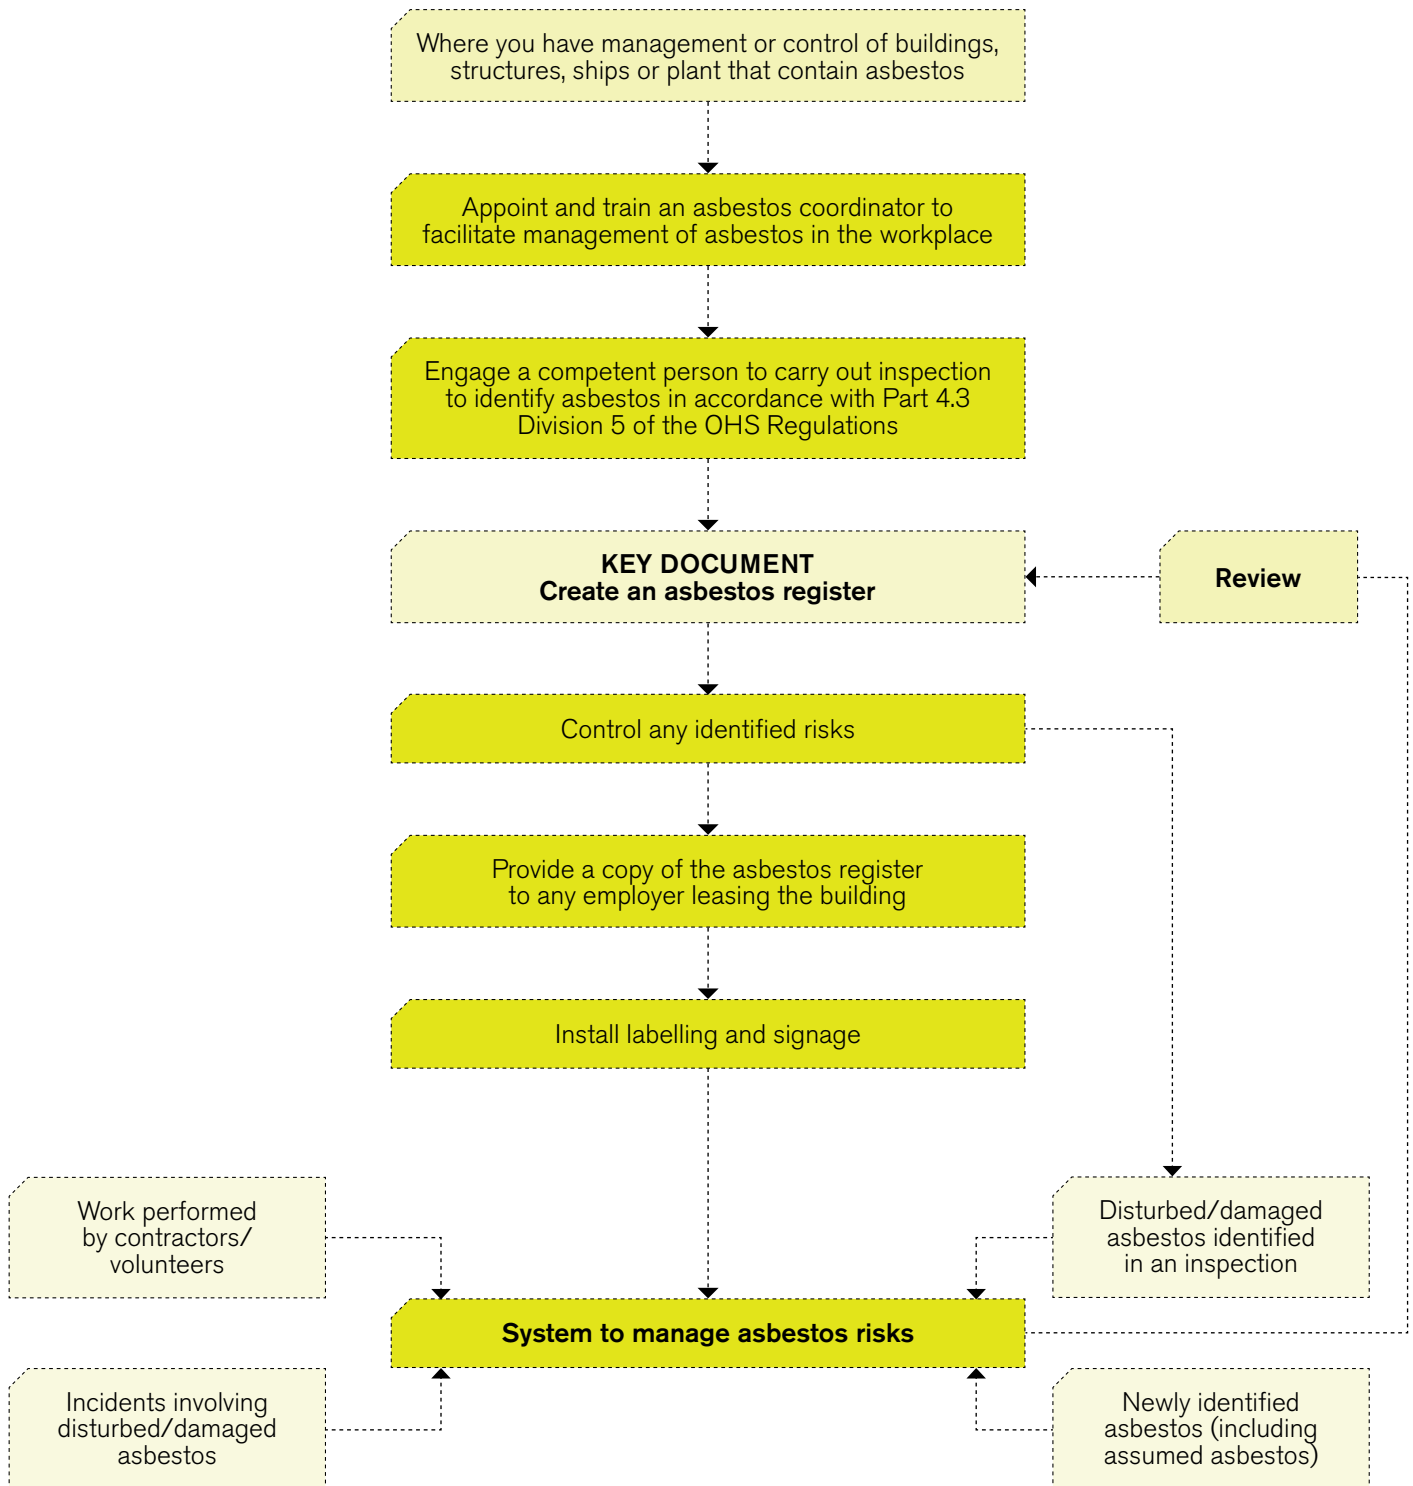 Where you have management or control of buildings,
structures, ships or plant that contain asbestos
Appoint and train an asbestos coordinator to
facilitate management of asbestos in the workplace
Engage a competent person to carry out inspection
to identify asbestos in accordance with Part 4.3
Division 5 of the OHS Regulations
KEY DOCUMENT
Create an asbestos register
Review
Control any identified risks
Provide a copy of the asbestos register
to any employer leasing the building
Install labelling and signage
Work performed
by contractors/
volunteers
Disturbed/damaged
asbestos identified
in an inspection
System to manage asbestos risks
Incidents involving
disturbed/damaged
asbestos
Newly identified
asbestos (including
assumed asbestos)